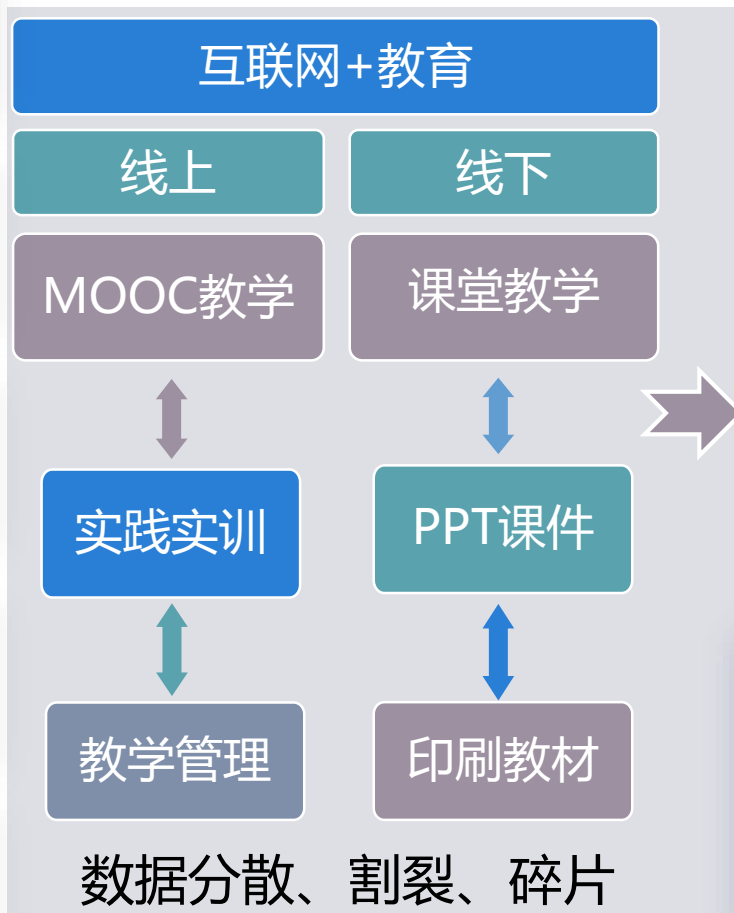 互联网+教育
线上
线下
MOOC教学
课堂教学
实践实训
PPT课件
教学管理
印刷教材
数据分散、割裂、碎片